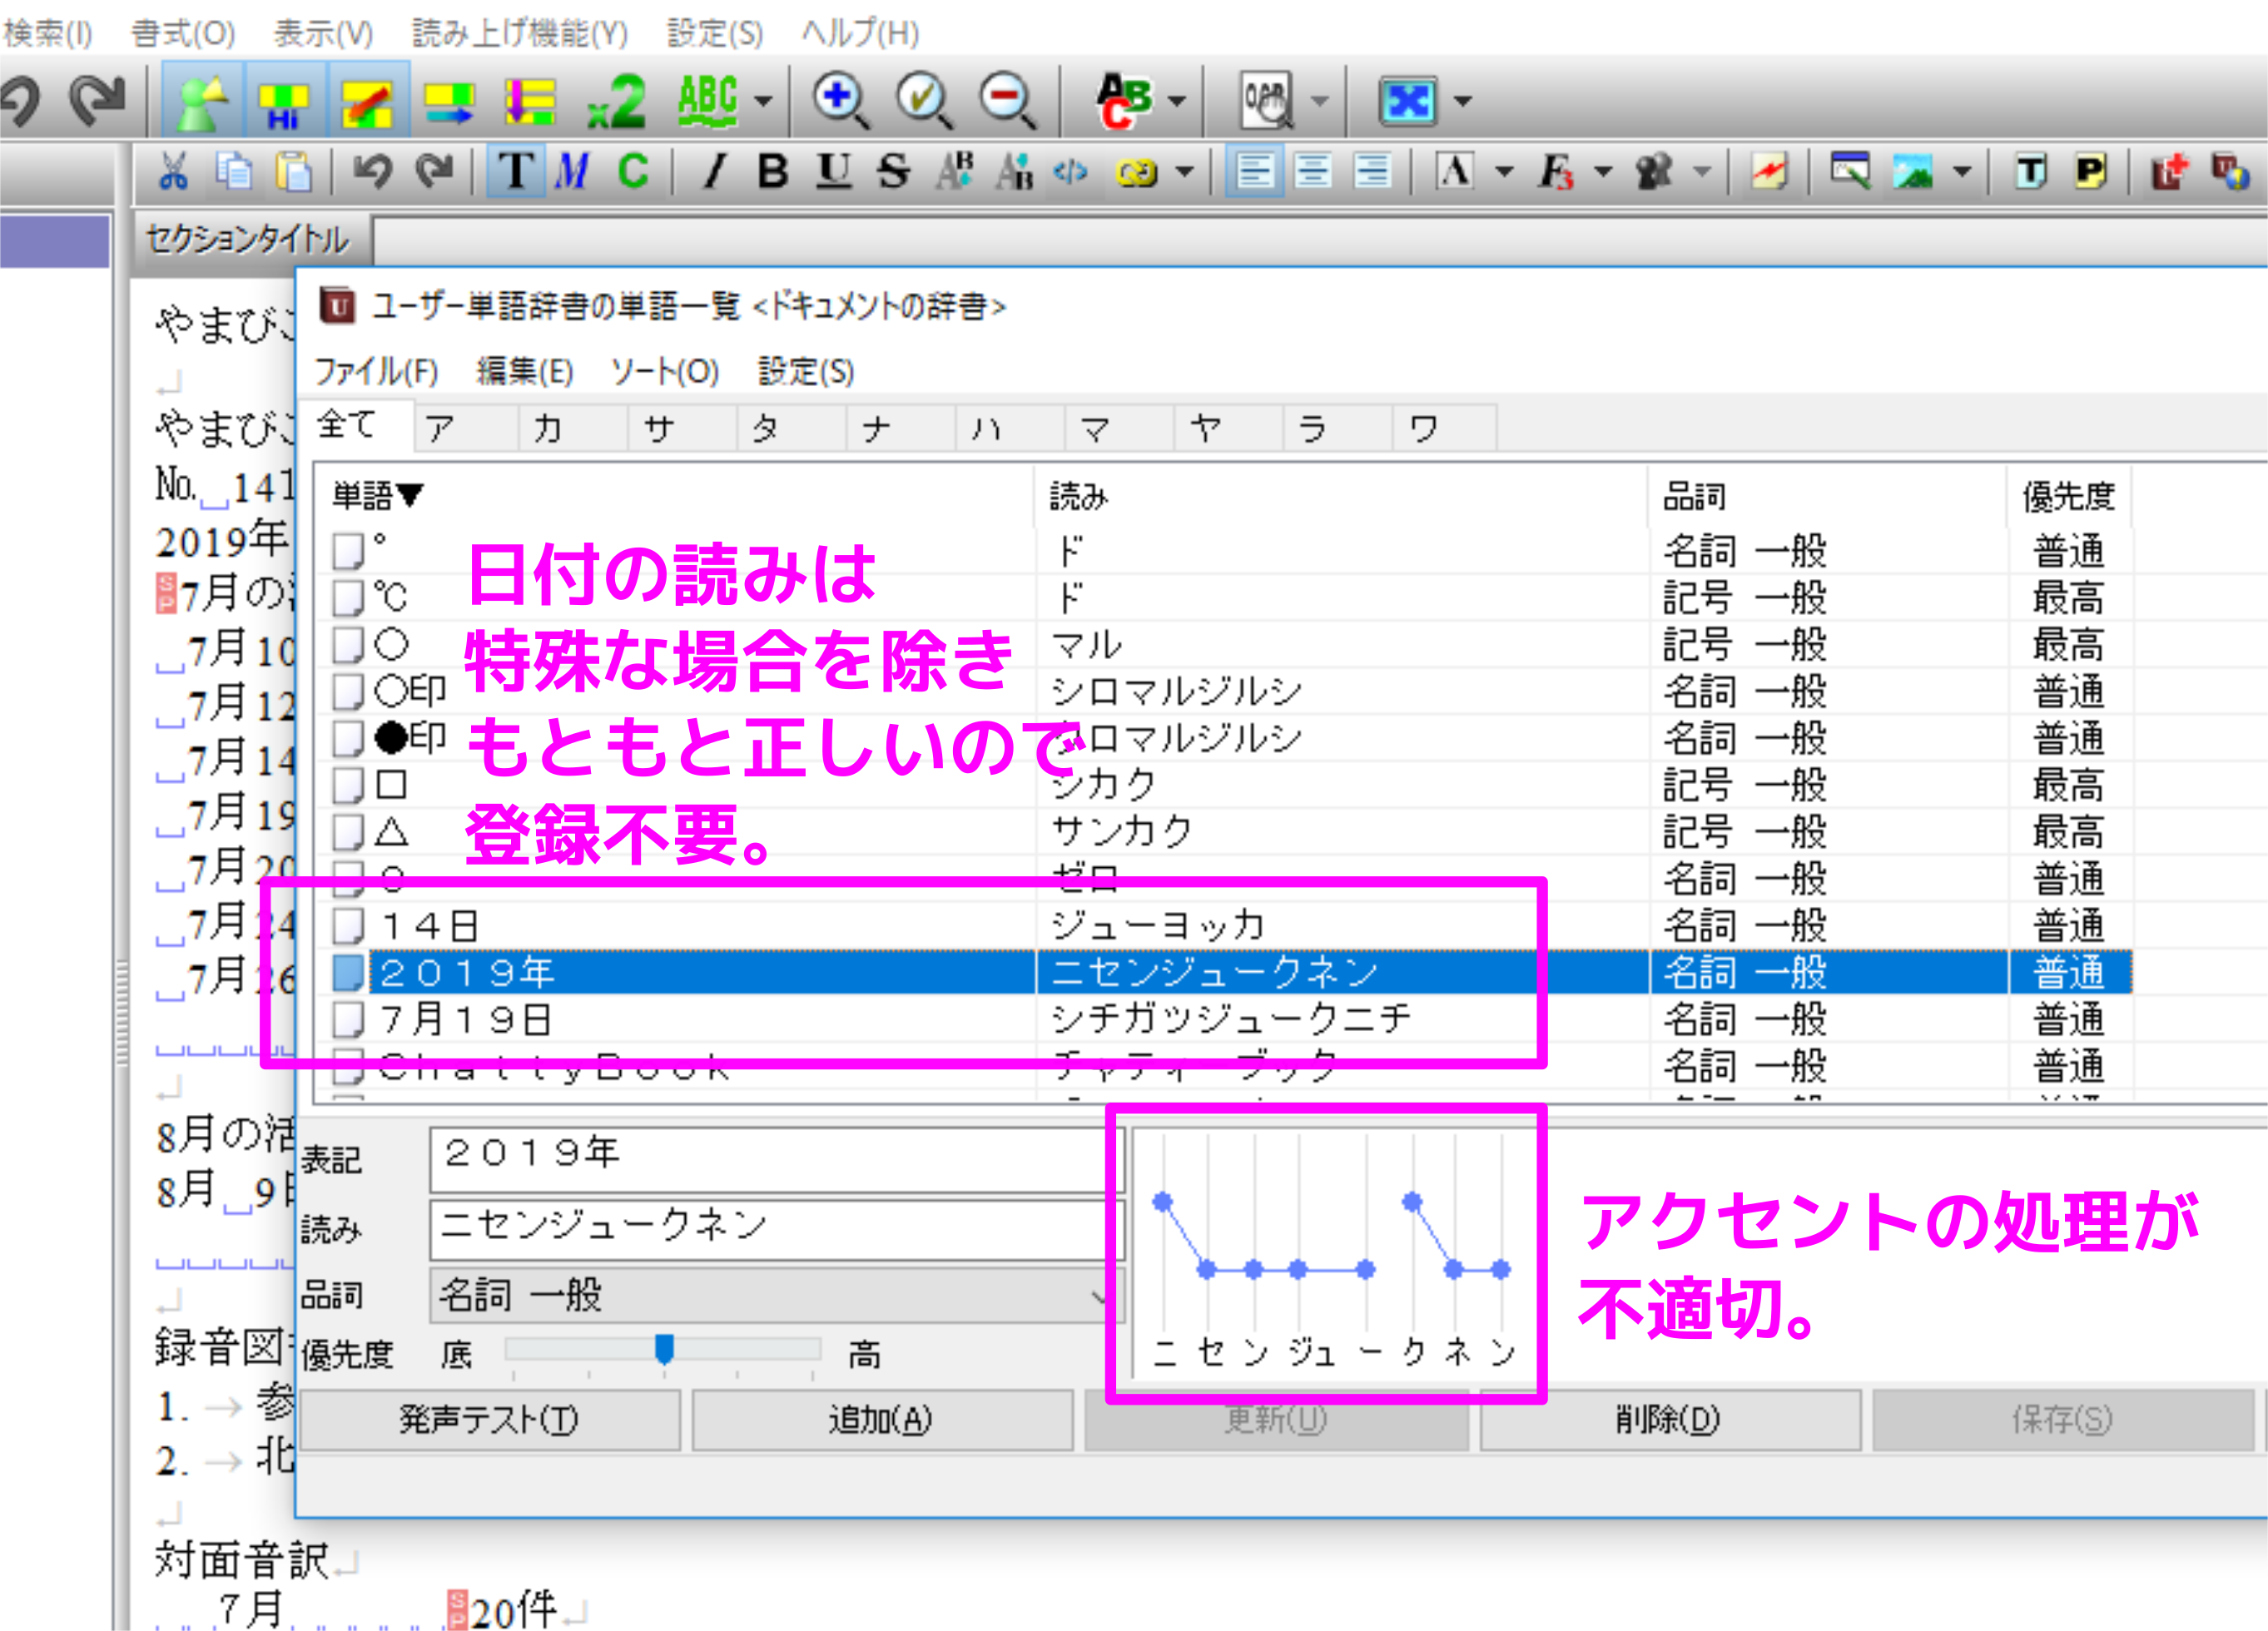 検索(I) 書式(O) 表示(V) 読み上げ機能(Y) 設定(S) ヘルプ(H)
Hi x2 ABC ABC
T M C / B U S AB AB </> A F3 T P
セクションタイトル
やまびこ
やまびこ
No. 141
2019年
SP 7月の
7月10
7月12
7月14
7月19
7月20
7月24
7月26
8月の活
8月 9日
録音図
1. → 参
2. → 北
対面音訳
7月 SP 20件
U ユーザー単語辞書の単語一覧 <ドキュメントの辞書>
ファイル(F) 編集(E) ソート(O) 設定(S)
全て ア カ サ タ ナ ハ マ ヤ ラ ワ
単語▼ 読み 品詞 優先度
° ド 名詞 一般 普通
℃ ド 記号 一般 最高
○ マル 記号 一般 最高
○印 シロマルジルシ 名詞 一般 普通
●印 クロマルジルシ 名詞 一般 普通
□ シカク 記号 一般 最高
△ サンカク 記号 一般 最高
０ ゼロ 名詞 一般 普通
１４日 ジューヨッカ 名詞 一般 普通
２０１９年 ニセンジュークネン 名詞 一般 普通
７月１９日 シチガツジュークニチ 名詞 一般 普通
ＣｈａｔｔｙＢｏｏｋ チャティーブック 名詞 一般 普通
日付の読みは
特殊な場合を除き
もともと正しいので
登録不要。
表記 ２０１９年
読み ニセンジュークネン
品詞 名詞 一般
優先度 底 高
ニ セ ン ジュ ー ク ネ ン
アクセントの処理が
不適切。
発声テスト(T) 追加(A) 更新(U) 削除(D) 保存(S)